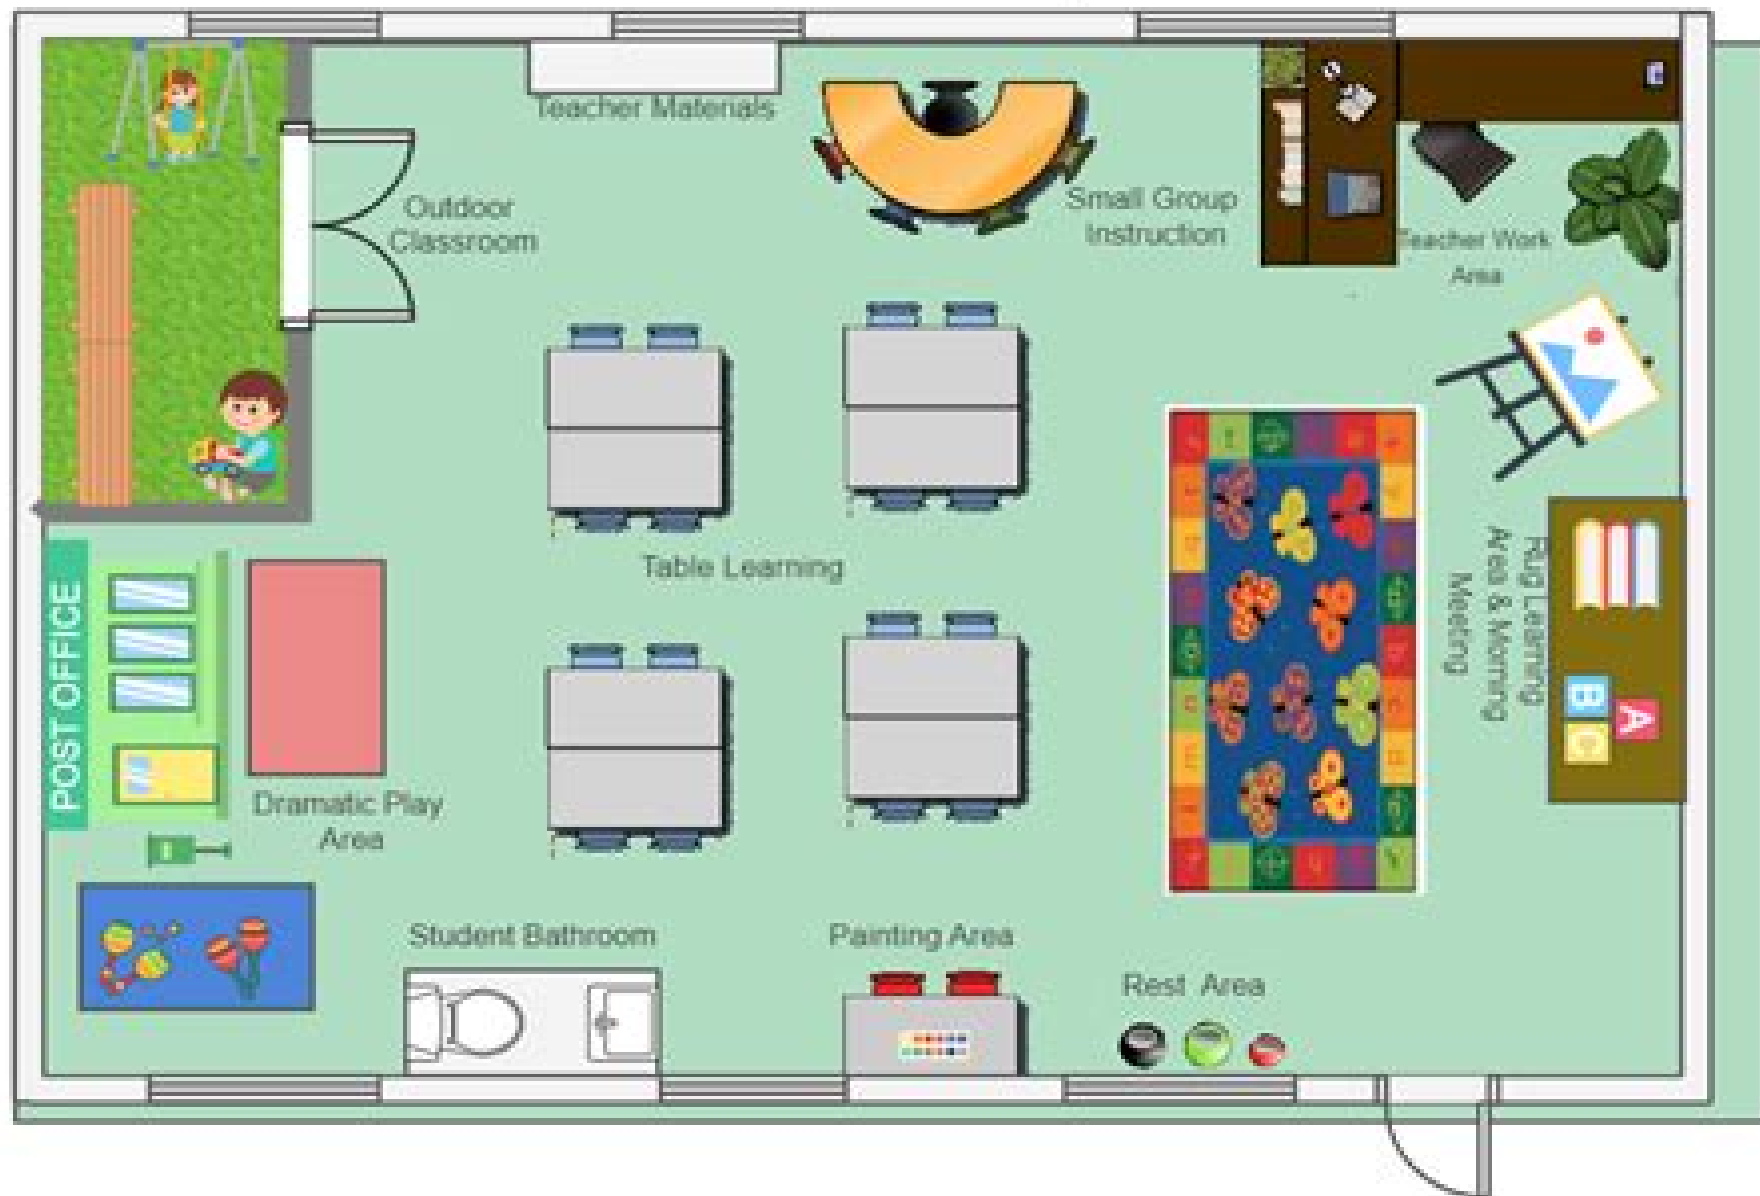 Teacher Materials
Outdoor
Classroom
Small Group
Instruction
Teacher Work
Area
Table Learning
Rug Learning
Area & Morning
Meeting
POST OFFICE
B
A
C
Dramatic Play
Area
Student Bathroom
Painting Area
Rest Area